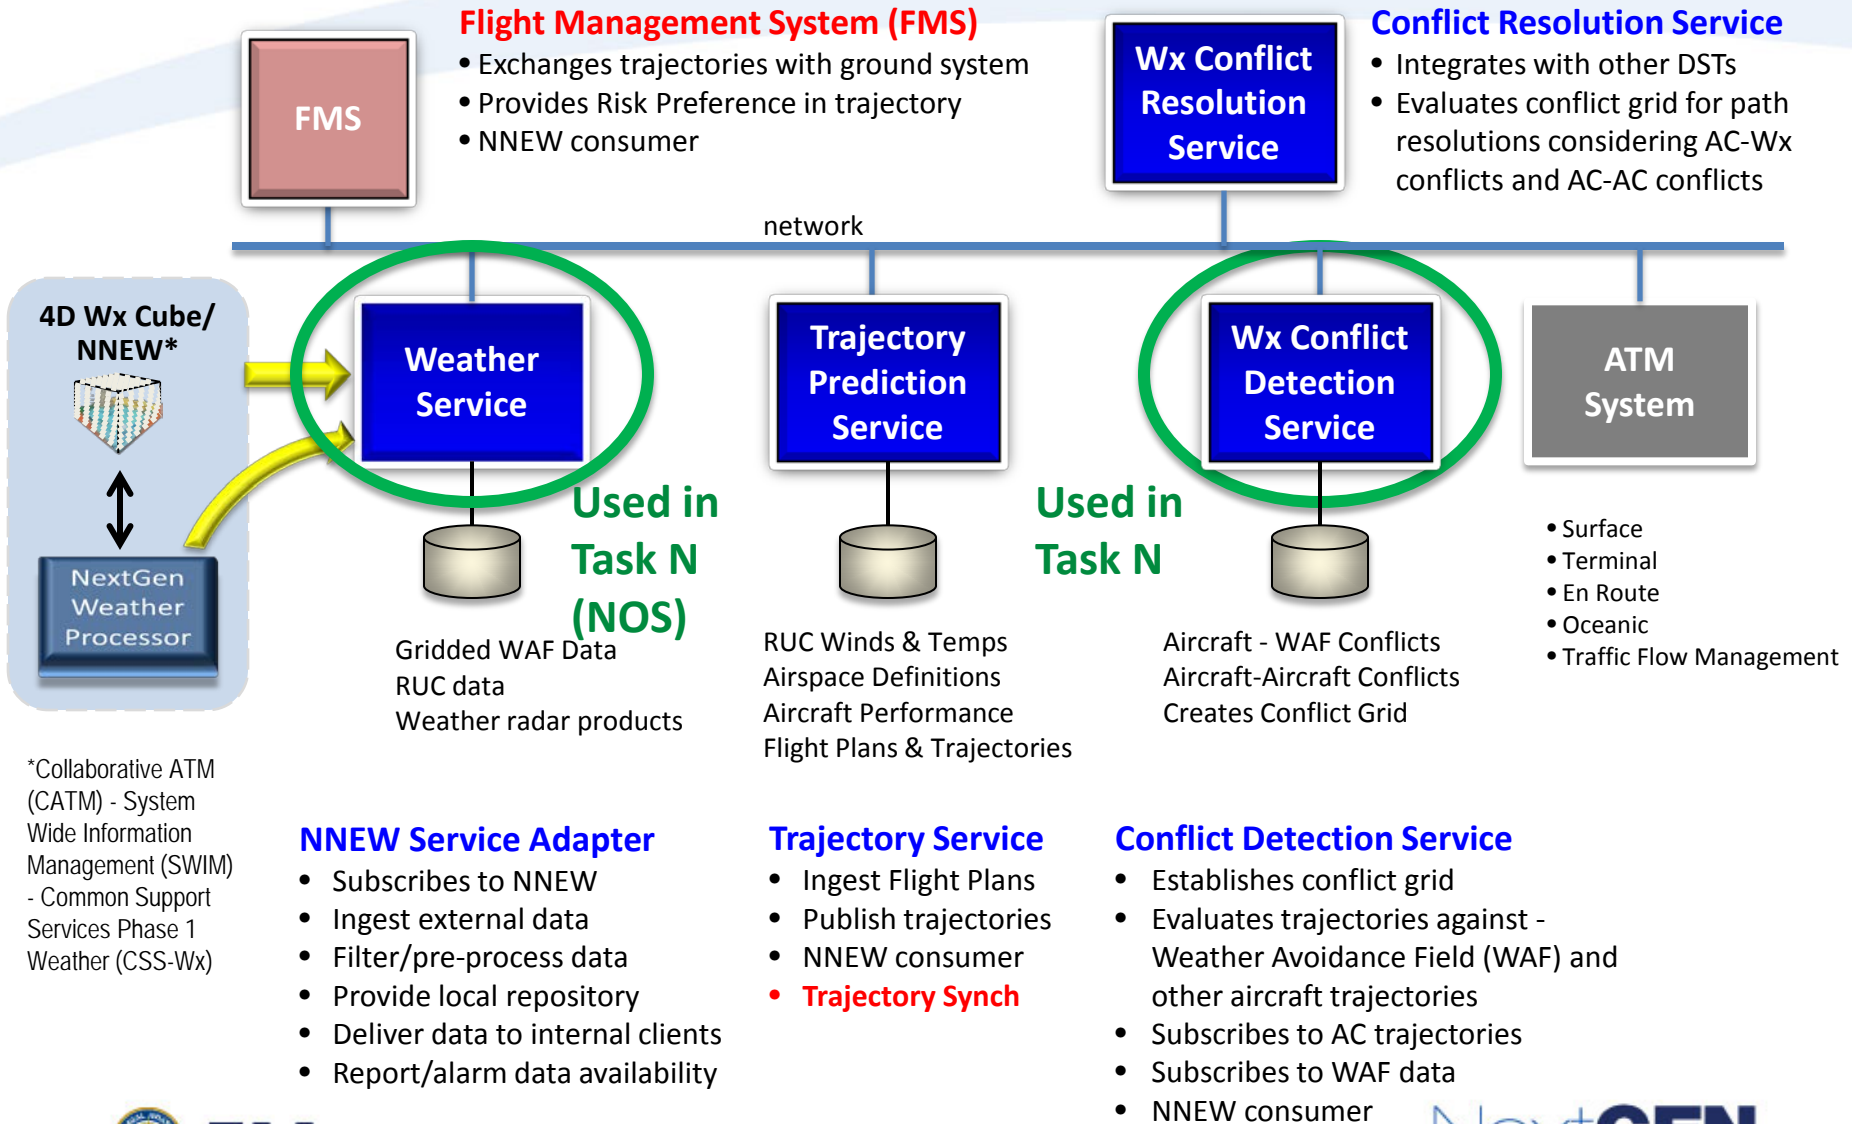 Flight Management System (FMS)
• Exchanges trajectories with ground system
• Provides Risk Preference in trajectory
• NNEW consumer
FMS
Wx Conflict
Resolution
Service
Conflict Resolution Service
• Integrates with other DSTs
• Evaluates conflict grid for path
resolutions considering AC-Wx
conflicts and AC-AC conflicts
network
4D Wx Cube/
NNEW*
NextGen
Weather
Processor
Weather
Service
Trajectory
Prediction
Service
Wx Conflict
Detection
Service
ATM
System
Used in
Task N
(NOS)
Used in
Task N
Gridded WAF Data
RUC data
Weather radar products
RUC Winds & Temps
Airspace Definitions
Aircraft Performance
Flight Plans & Trajectories
Aircraft - WAF Conflicts
Aircraft-Aircraft Conflicts
Creates Conflict Grid
• Surface
• Terminal
• En Route
• Oceanic
• Traffic Flow Management
*Collaborative ATM
(CATM) - System
Wide Information
Management (SWIM)
- Common Support
Services Phase 1
Weather (CSS-Wx)
NNEW Service Adapter
• Subscribes to NNEW
• Ingest external data
• Filter/pre-process data
• Provide local repository
• Deliver data to internal clients
• Report/alarm data availability
Trajectory Service
• Ingest Flight Plans
• Publish trajectories
• NNEW consumer
• Trajectory Synch
Conflict Detection Service
• Establishes conflict grid
• Evaluates trajectories against -
Weather Avoidance Field (WAF) and
other aircraft trajectories
• Subscribes to AC trajectories
• Subscribes to WAF data
• NNEW consumer
NextGEN